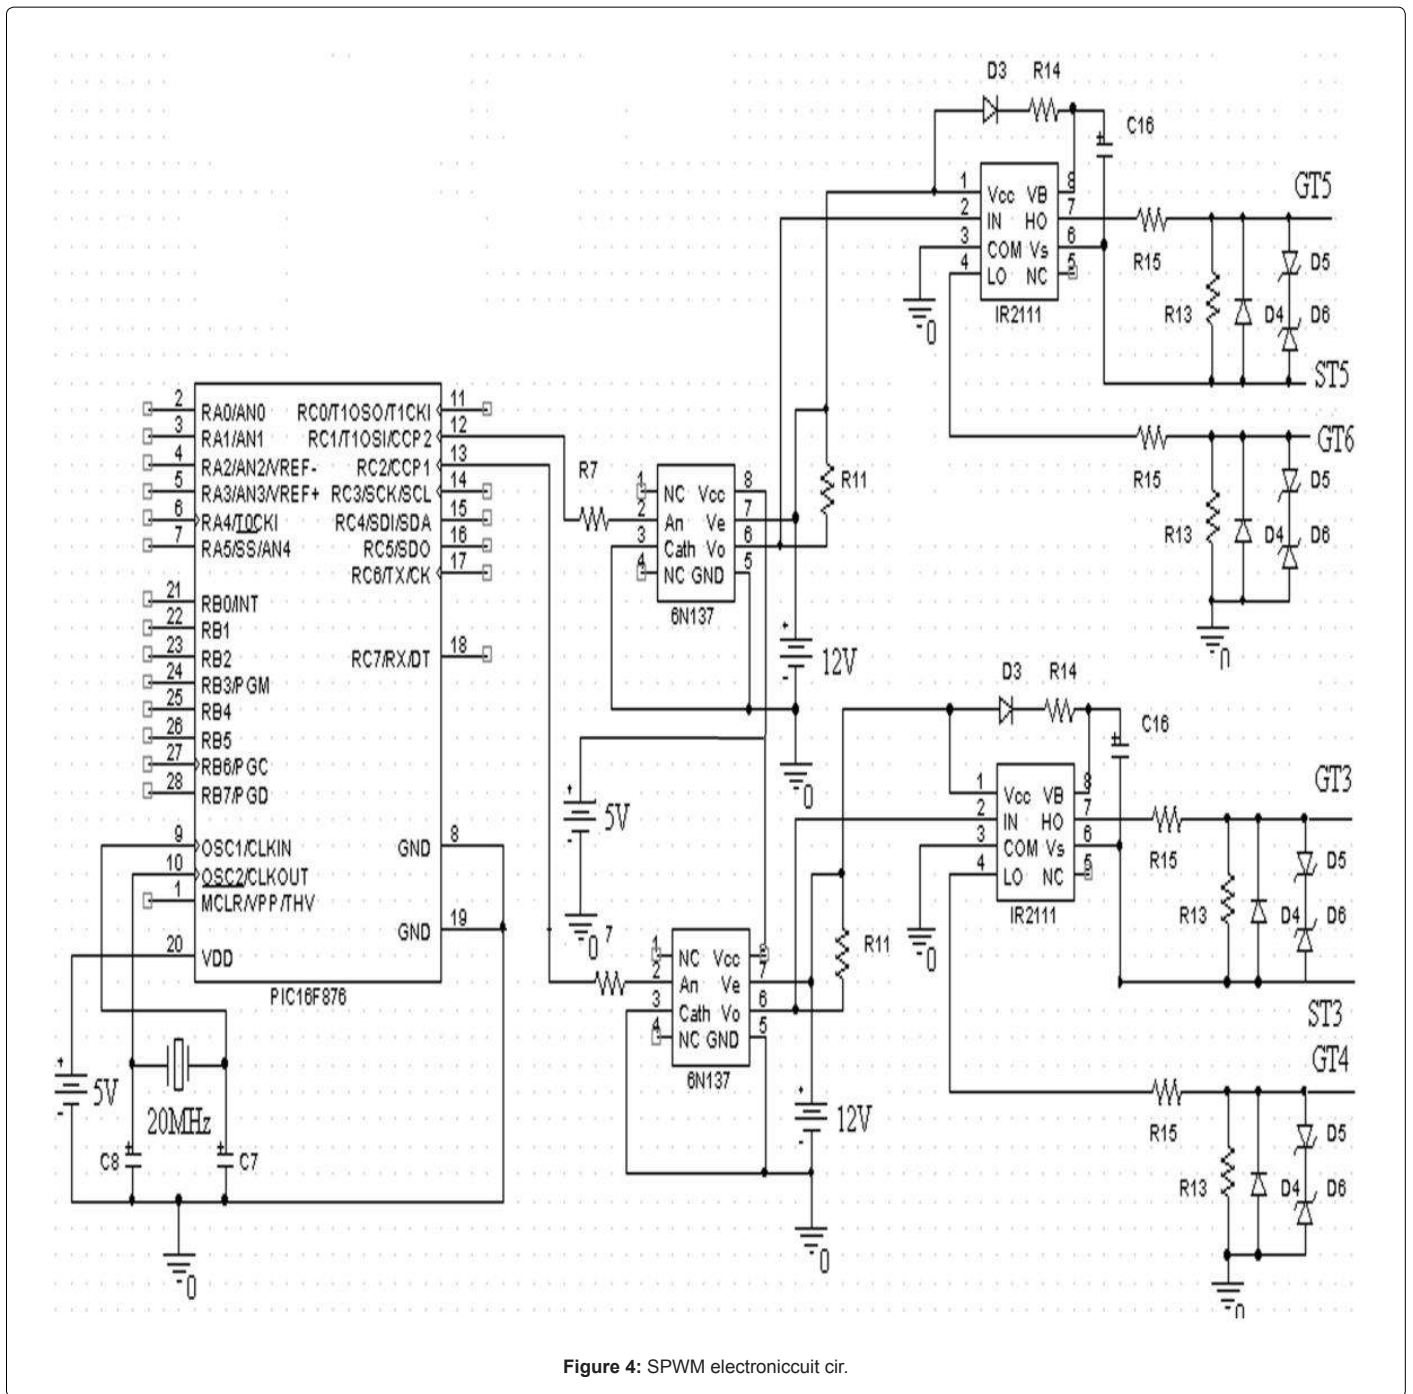 D3 R14
C16
1 Vcc VB 8
2 IN HO 7
3 COM Vs 6
4 LO NC 5
IR2111
0
GT5
R15
R13 D4 D5
D6
ST5
GT6
R15
R13 D4 D5
D6
0
2 RA0/AN0 RC0/T1OSO/T1CKI 11
3 RA1/AN1 RC1/T1OSI/CCP2 12
4 RA2/AN2/VREF- RC2/CCP1 13
5 RA3/AN3/VREF+ RC3/SCK/SCL 14
6 RA4/T0CKI RC4/SDI/SDA 15
7 RA5/SS/AN4 RC5/SDO 16
RC6/TX/CK 17
21 RB0/INT
22 RB1
23 RB2 RC7/RX/DT 18
24 RB3/PGM
25 RB4
26 RB5
27 RB6/PGC
28 RB7/PGD
9 OSC1/CLKIN GND 8
10 OSC2/CLKOUT
1 MCLR/VPP/THV
GND 19
20 VDD
PIC16F876
+
5V
-
20MHz
C8 + + C7
0
R7
1 NC Vcc 8
2 An Ve 7
3 Cath Vo 6
4 NC GND 5
6N137
R11
+
12V
-
0
+
5V
-
0
7
1 NC Vcc 8
2 An Ve 7
3 Cath Vo 6
4 NC GND 5
6N137
R11
+
12V
-
0
D3 R14
C16
1 Vcc VB 8
2 IN HO 7
3 COM Vs 6
4 LO NC 5
IR2111
0
GT3
R15
R13 D4 D5
D6
ST3
GT4
R15
R13 D4 D5
D6
0
Figure 4: SPWM electroniccuit cir.